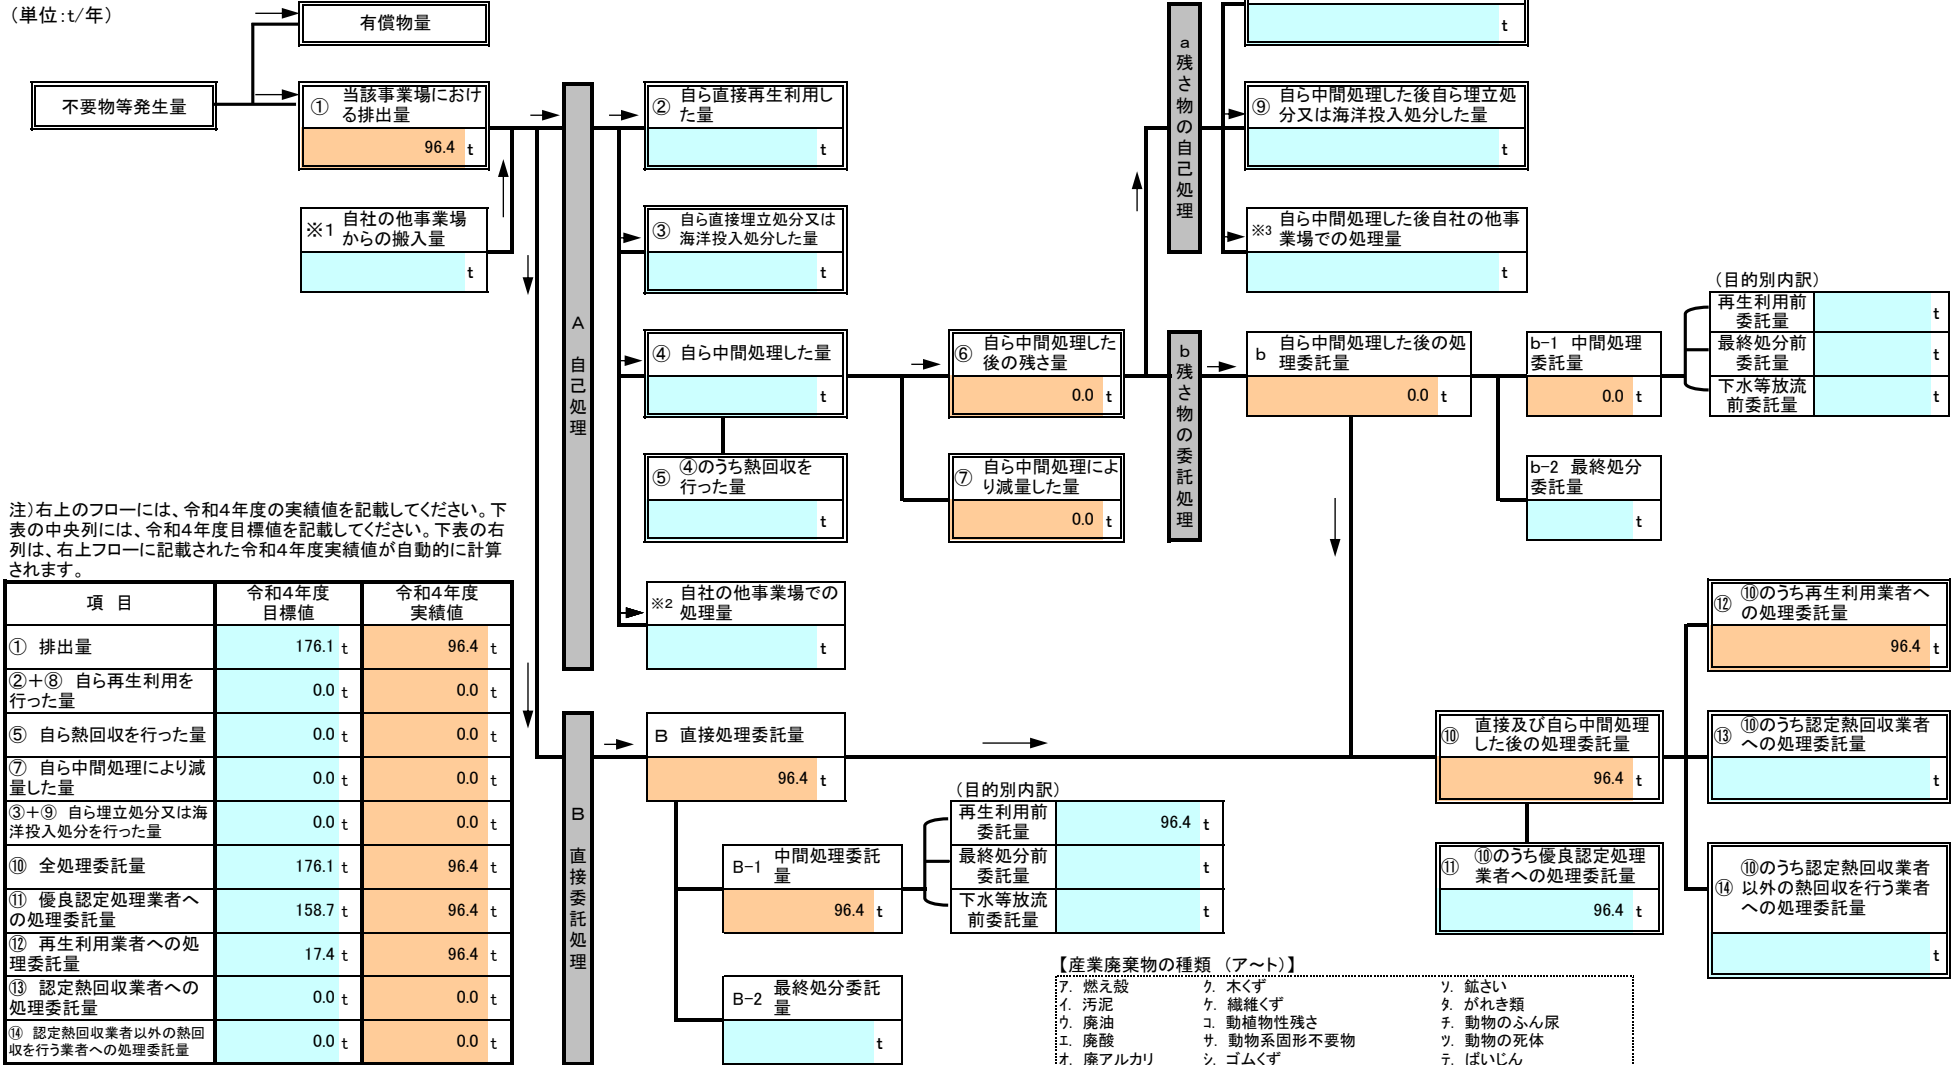 (単位:t/年)
有償物量
不要物等発生量
① 当該事業場におけ
る排出量
96.4 t
※1 自社の他事業場
からの搬入量
t
A 自己処理
② 自ら直接再生利用し
た量
t
③ 自ら直接埋立処分又は
海洋投入処分した量
t
④ 自ら中間処理した量
t
⑤ ④のうち熱回収を
行った量
t
※2 自社の他事業場での
処理量
t
⑥ 自ら中間処理した
後の残さ量
0.0 t
⑦ 自ら中間処理によ
り減量した量
0.0 t
a 残さ物の自己処理
t
⑨ 自ら中間処理した後自ら埋立処
分又は海洋投入処分した量
t
※3 自ら中間処理した後自社の他事
業場での処理量
t
b 残さ物の委託処理
b 自ら中間処理した後の処
理委託量
0.0 t
b-1 中間処理
委託量
0.0 t
b-2 最終処分
委託量
t
(目的別内訳)
再生利用前
委託量
t
最終処分前
委託量
t
下水等放流
前委託量
t
注)右上のフローには、令和4年度の実績値を記載してください。下
表の中央列には、令和4年度目標値を記載してください。下表の右
列は、右上フローに記載された令和4年度実績値が自動的に計算
されます。
項 目 令和4年度 目標値 令和4年度 実績値
① 排出量 176.1 t 96.4 t
②+⑧ 自ら再生利用を
行った量 0.0 t 0.0 t
⑤ 自ら熱回収を行った量 0.0 t 0.0 t
⑦ 自ら中間処理により減
量した量 0.0 t 0.0 t
③+⑨ 自ら埋立処分又は海
洋投入処分を行った量 0.0 t 0.0 t
⑩ 全処理委託量 176.1 t 96.4 t
⑪ 優良認定処理業者へ
の処理委託量 158.7 t 96.4 t
⑫ 再生利用業者への処
理委託量 17.4 t 96.4 t
⑬ 認定熱回収業者への
処理委託量 0.0 t 0.0 t
⑭ 認定熱回収業者以外の熱回
収を行う業者への処理委託量 0.0 t 0.0 t
B 直接委託処理
B 直接処理委託量
96.4 t
B-1 中間処理委託
量
96.4 t
B-2 最終処分委託
量
t
(目的別内訳)
再生利用前
委託量
96.4 t
最終処分前
委託量
t
下水等放流
前委託量
t
⑩ 直接及び自ら中間処理
した後の処理委託量
96.4 t
⑪ ⑩のうち優良認定処理
業者への処理委託量
96.4 t
⑫ ⑩のうち再生利用業者へ
の処理委託量
96.4 t
⑬ ⑩のうち認定熱回収業者
への処理委託量
t
⑭ ⑩のうち認定熱回収業者
以外の熱回収を行う業者
への処理委託量
t
【産業廃棄物の種類 (ア~ト)】
ア. 燃え殻 ク. 木くず ソ. 鉱さい
イ. 汚泥 ケ. 繊維くず タ. がれき類
ウ. 廃油 コ. 動植物性残さ チ. 動物のふん尿
エ. 廃酸 サ. 動物系固形不要物 ツ. 動物の死体
オ. 廃アルカリ シ. ゴムくず テ. ばいじん